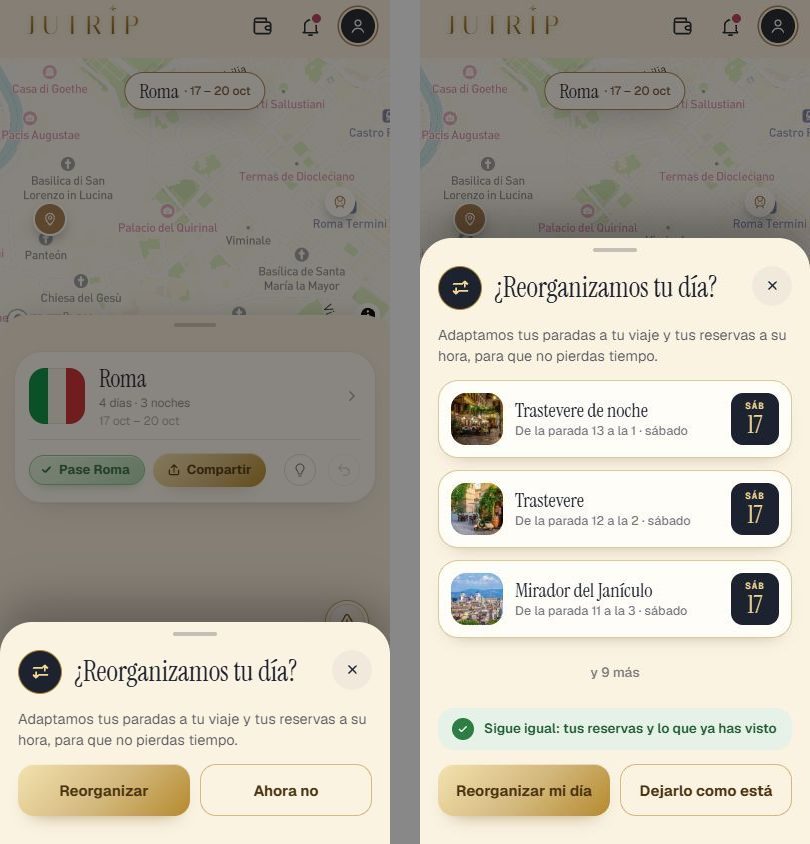 JUTRIP
Casa di Goethe
Roma · 17 – 20 oct
rti Sallustiani
Pacis Augustae
Castro P
Basilica di San
Lorenzo in Lucina
Termas de Diocleciano
Palacio del Quirinal
Roma Termini
Viminale
Panteón
Basílica de Santa
María la Mayor
Chiesa del Gesù
Roma
4 días · 3 noches
17 oct – 20 oct
Pase Roma
Compartir
¿Reorganizamos tu día?
Adaptamos tus paradas a tu viaje y tus reservas a su
hora, para que no pierdas tiempo.
Reorganizar
Ahora no
JUTRIP
Casa di Goethe
Roma · 17 – 20 oct
rti Sallustiani
Pacis Augustae
Castro P
Basilica di San
Lorenzo in Lucina
Termas de Diocleciano
Palacio del Quirinal
Roma Termini
¿Reorganizamos tu día?
Adaptamos tus paradas a tu viaje y tus reservas a su
hora, para que no pierdas tiempo.
Trastevere de noche
De la parada 13 a la 1 · sábado
SÁB
17
Trastevere
De la parada 12 a la 2 · sábado
SÁB
17
Mirador del Janículo
De la parada 11 a la 3 · sábado
SÁB
17
y 9 más
Sigue igual: tus reservas y lo que ya has visto
Reorganizar mi día
Dejarlo como está